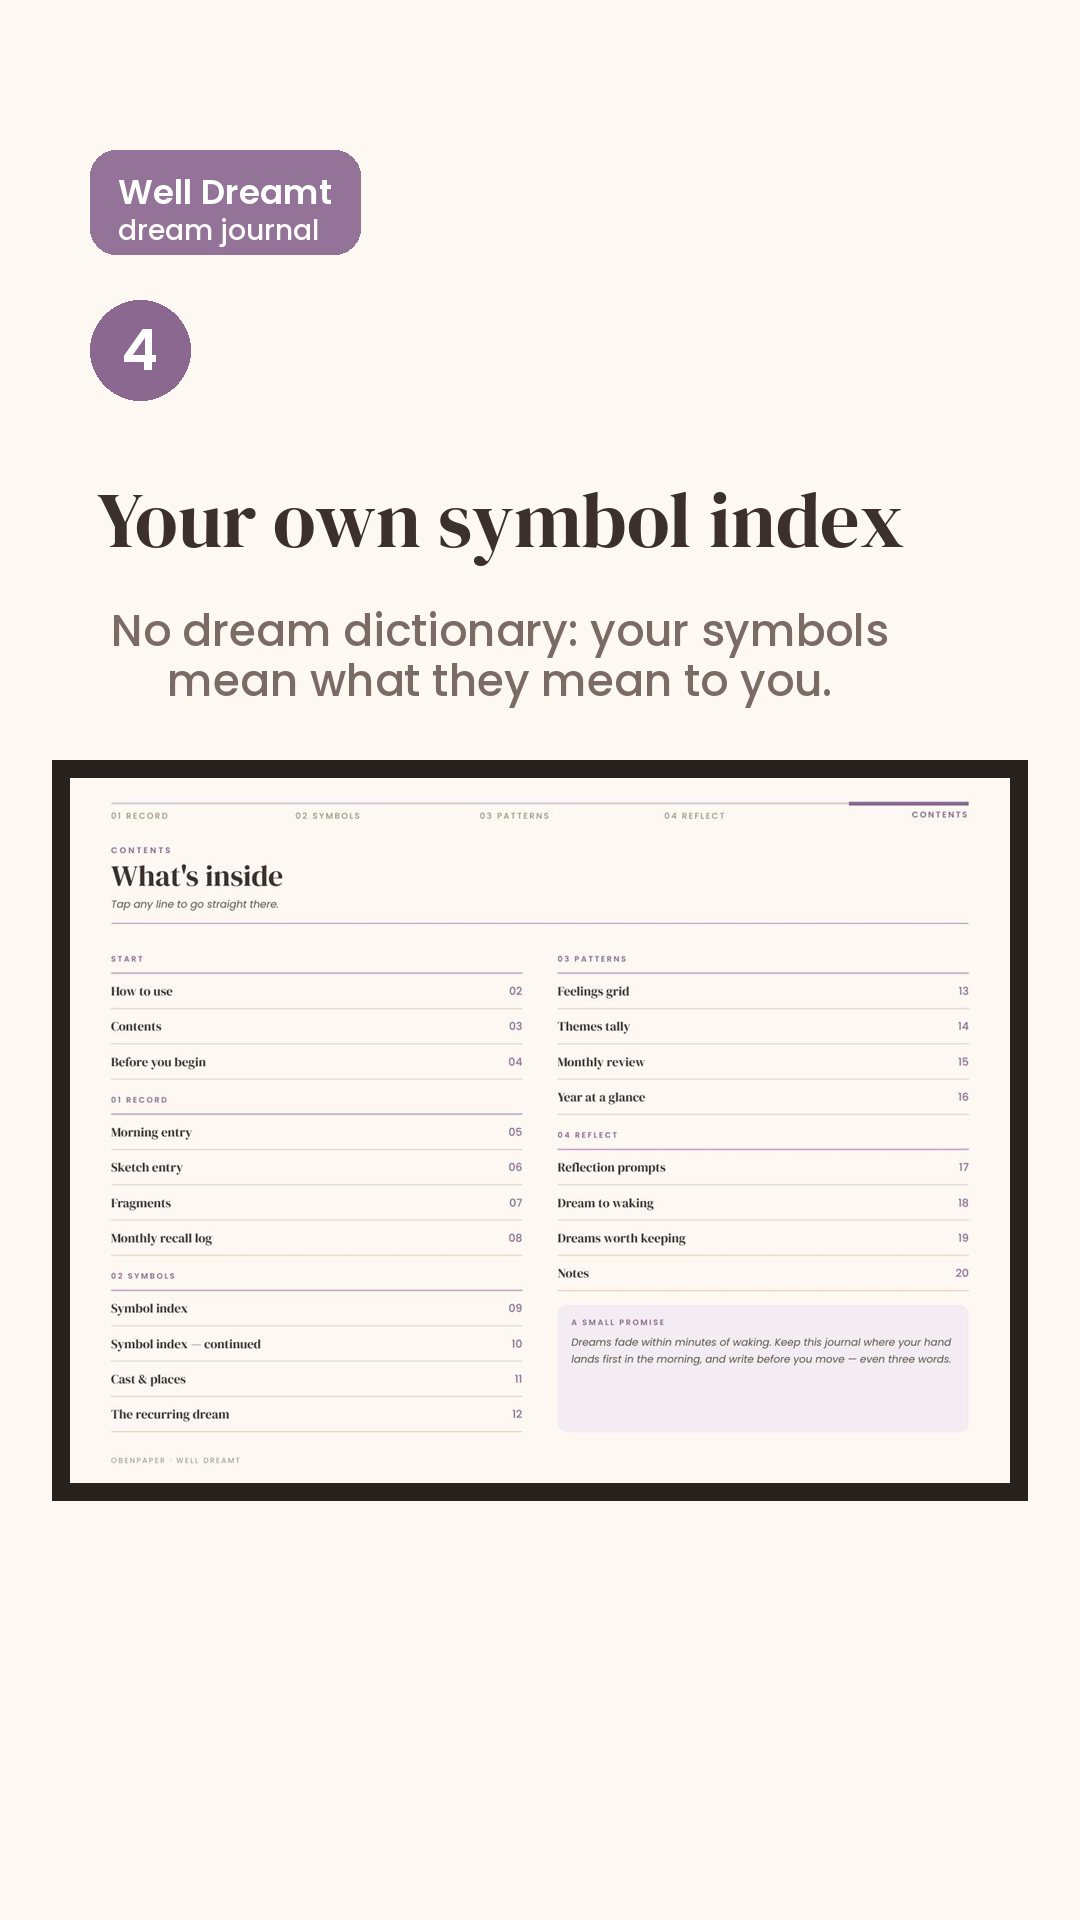 Well Dreamt
dream journal
4
Your own symbol index
No dream dictionary: your symbols
mean what they mean to you.
01 RECORD
02 SYMBOLS
03 PATTERNS
04 REFLECT
CONTENTS
CONTENTS
What's inside
Tap any line to go straight there.
START
How to use 02
Contents 03
Before you begin 04
01 RECORD
Morning entry 05
Sketch entry 06
Fragments 07
Monthly recall log 08
02 SYMBOLS
Symbol index 09
Symbol index — continued 10
Cast & places 11
The recurring dream 12
03 PATTERNS
Feelings grid 13
Themes tally 14
Monthly review 15
Year at a glance 16
04 REFLECT
Reflection prompts 17
Dream to waking 18
Dreams worth keeping 19
Notes 20
A SMALL PROMISE
Dreams fade within minutes of waking. Keep this journal where your hand
lands first in the morning, and write before you move — even three words.
OBENPAPER · WELL DREAMT